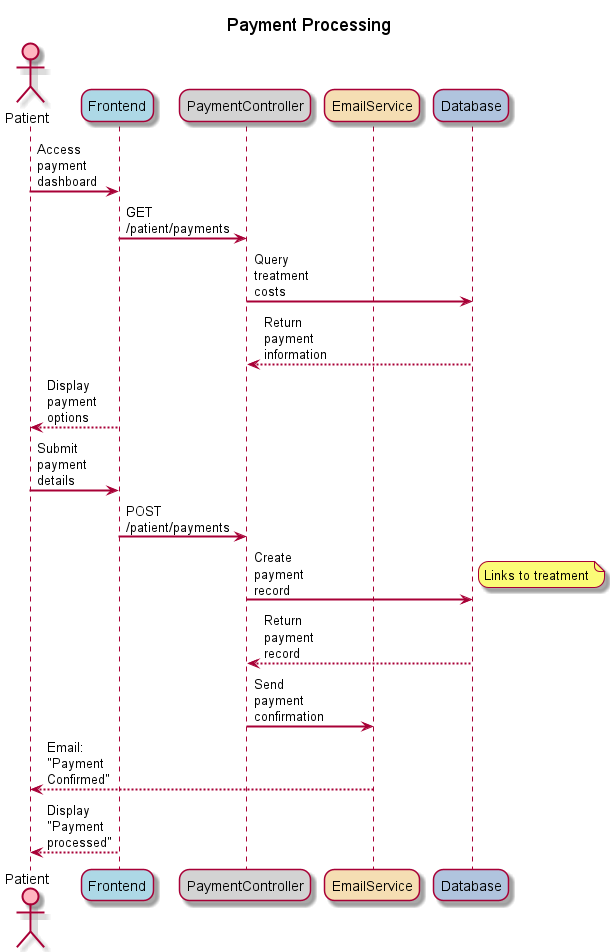 Payment Processing
Patient
Frontend
PaymentController
EmailService
Database
Access
payment
dashboard
GET
/patient/payments
Query
treatment
costs
Return
payment
information
Display
payment
options
Submit
payment
details
POST
/patient/payments
Create
payment
record
Links to treatment
Return
payment
record
Send
payment
confirmation
Email:
"Payment
Confirmed"
Display
"Payment
processed"
Patient
Frontend
PaymentController
EmailService
Database